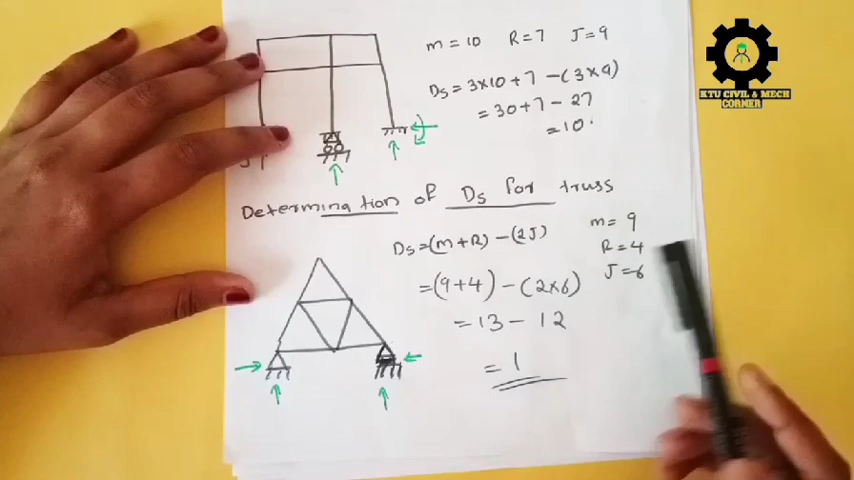 m = 10 R = 7 J = 9
Ds = 3x10 + 7 - (3x9)
= 30+7 - 27
= 10
Determination of Ds for truss
Ds = (m+R) - (2J)
m = 9
R = 4
J = 6
= (9+4) - (2x6)
= 13 - 12
= 1
KTU CIVIL & MECH
CORNER